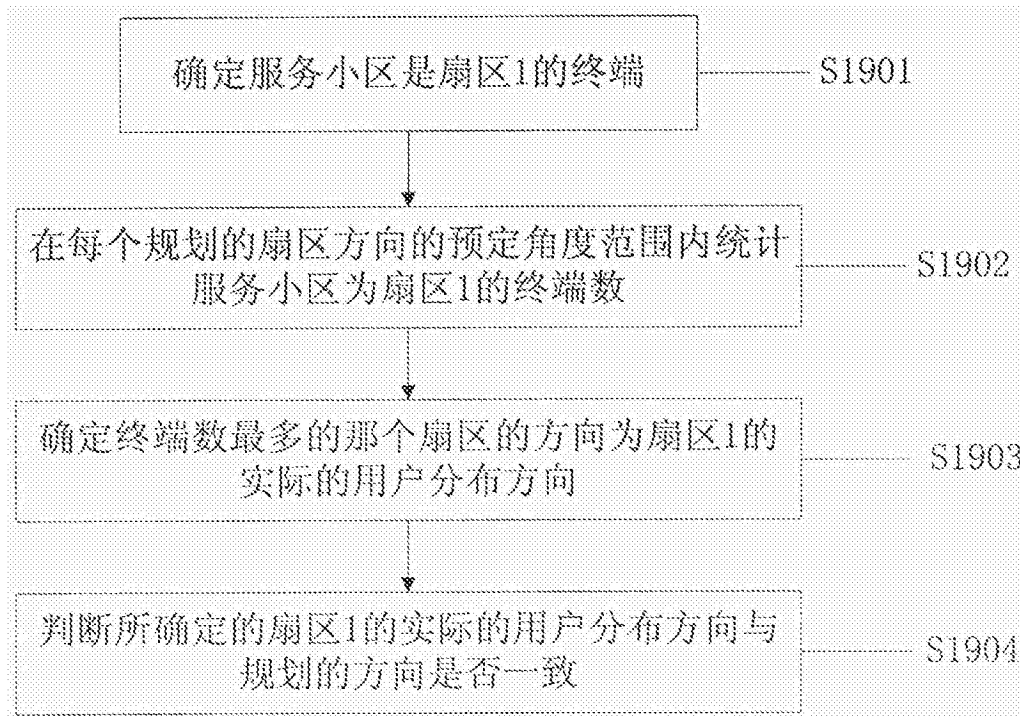 确定服务小区是扇区1的终端
S1901
在每个规划的扇区方向的预定角度范围内统计
服务小区为扇区1的终端数
S1902
确定终端数最多的那个扇区的方向为扇区1的
实际的用户分布方向
S1903
判断所确定的扇区1的实际的用户分布方向与
规划的方向是否一致
S1904